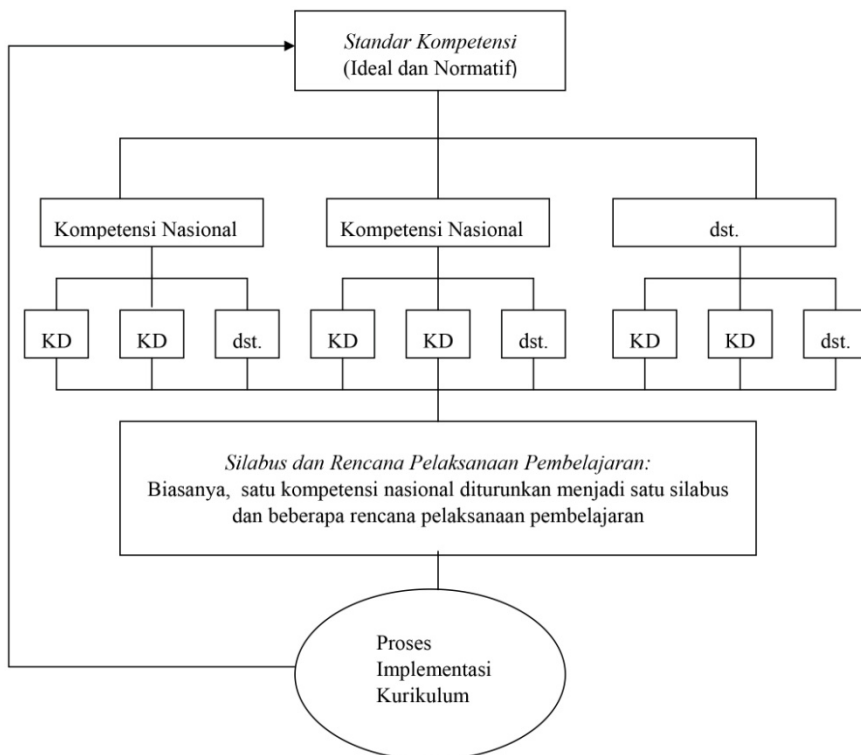 Standar Kompetensi
(Ideal dan Normatif)
Kompetensi Nasional
Kompetensi Nasional
dst.
KD
KD
dst.
KD
KD
dst.
KD
KD
dst.
Silabus dan Rencana Pelaksanaan Pembelajaran:
Biasanya, satu kompetensi nasional diturunkan menjadi satu silabus
dan beberapa rencana pelaksanaan pembelajaran
Proses
Implementasi
Kurikulum